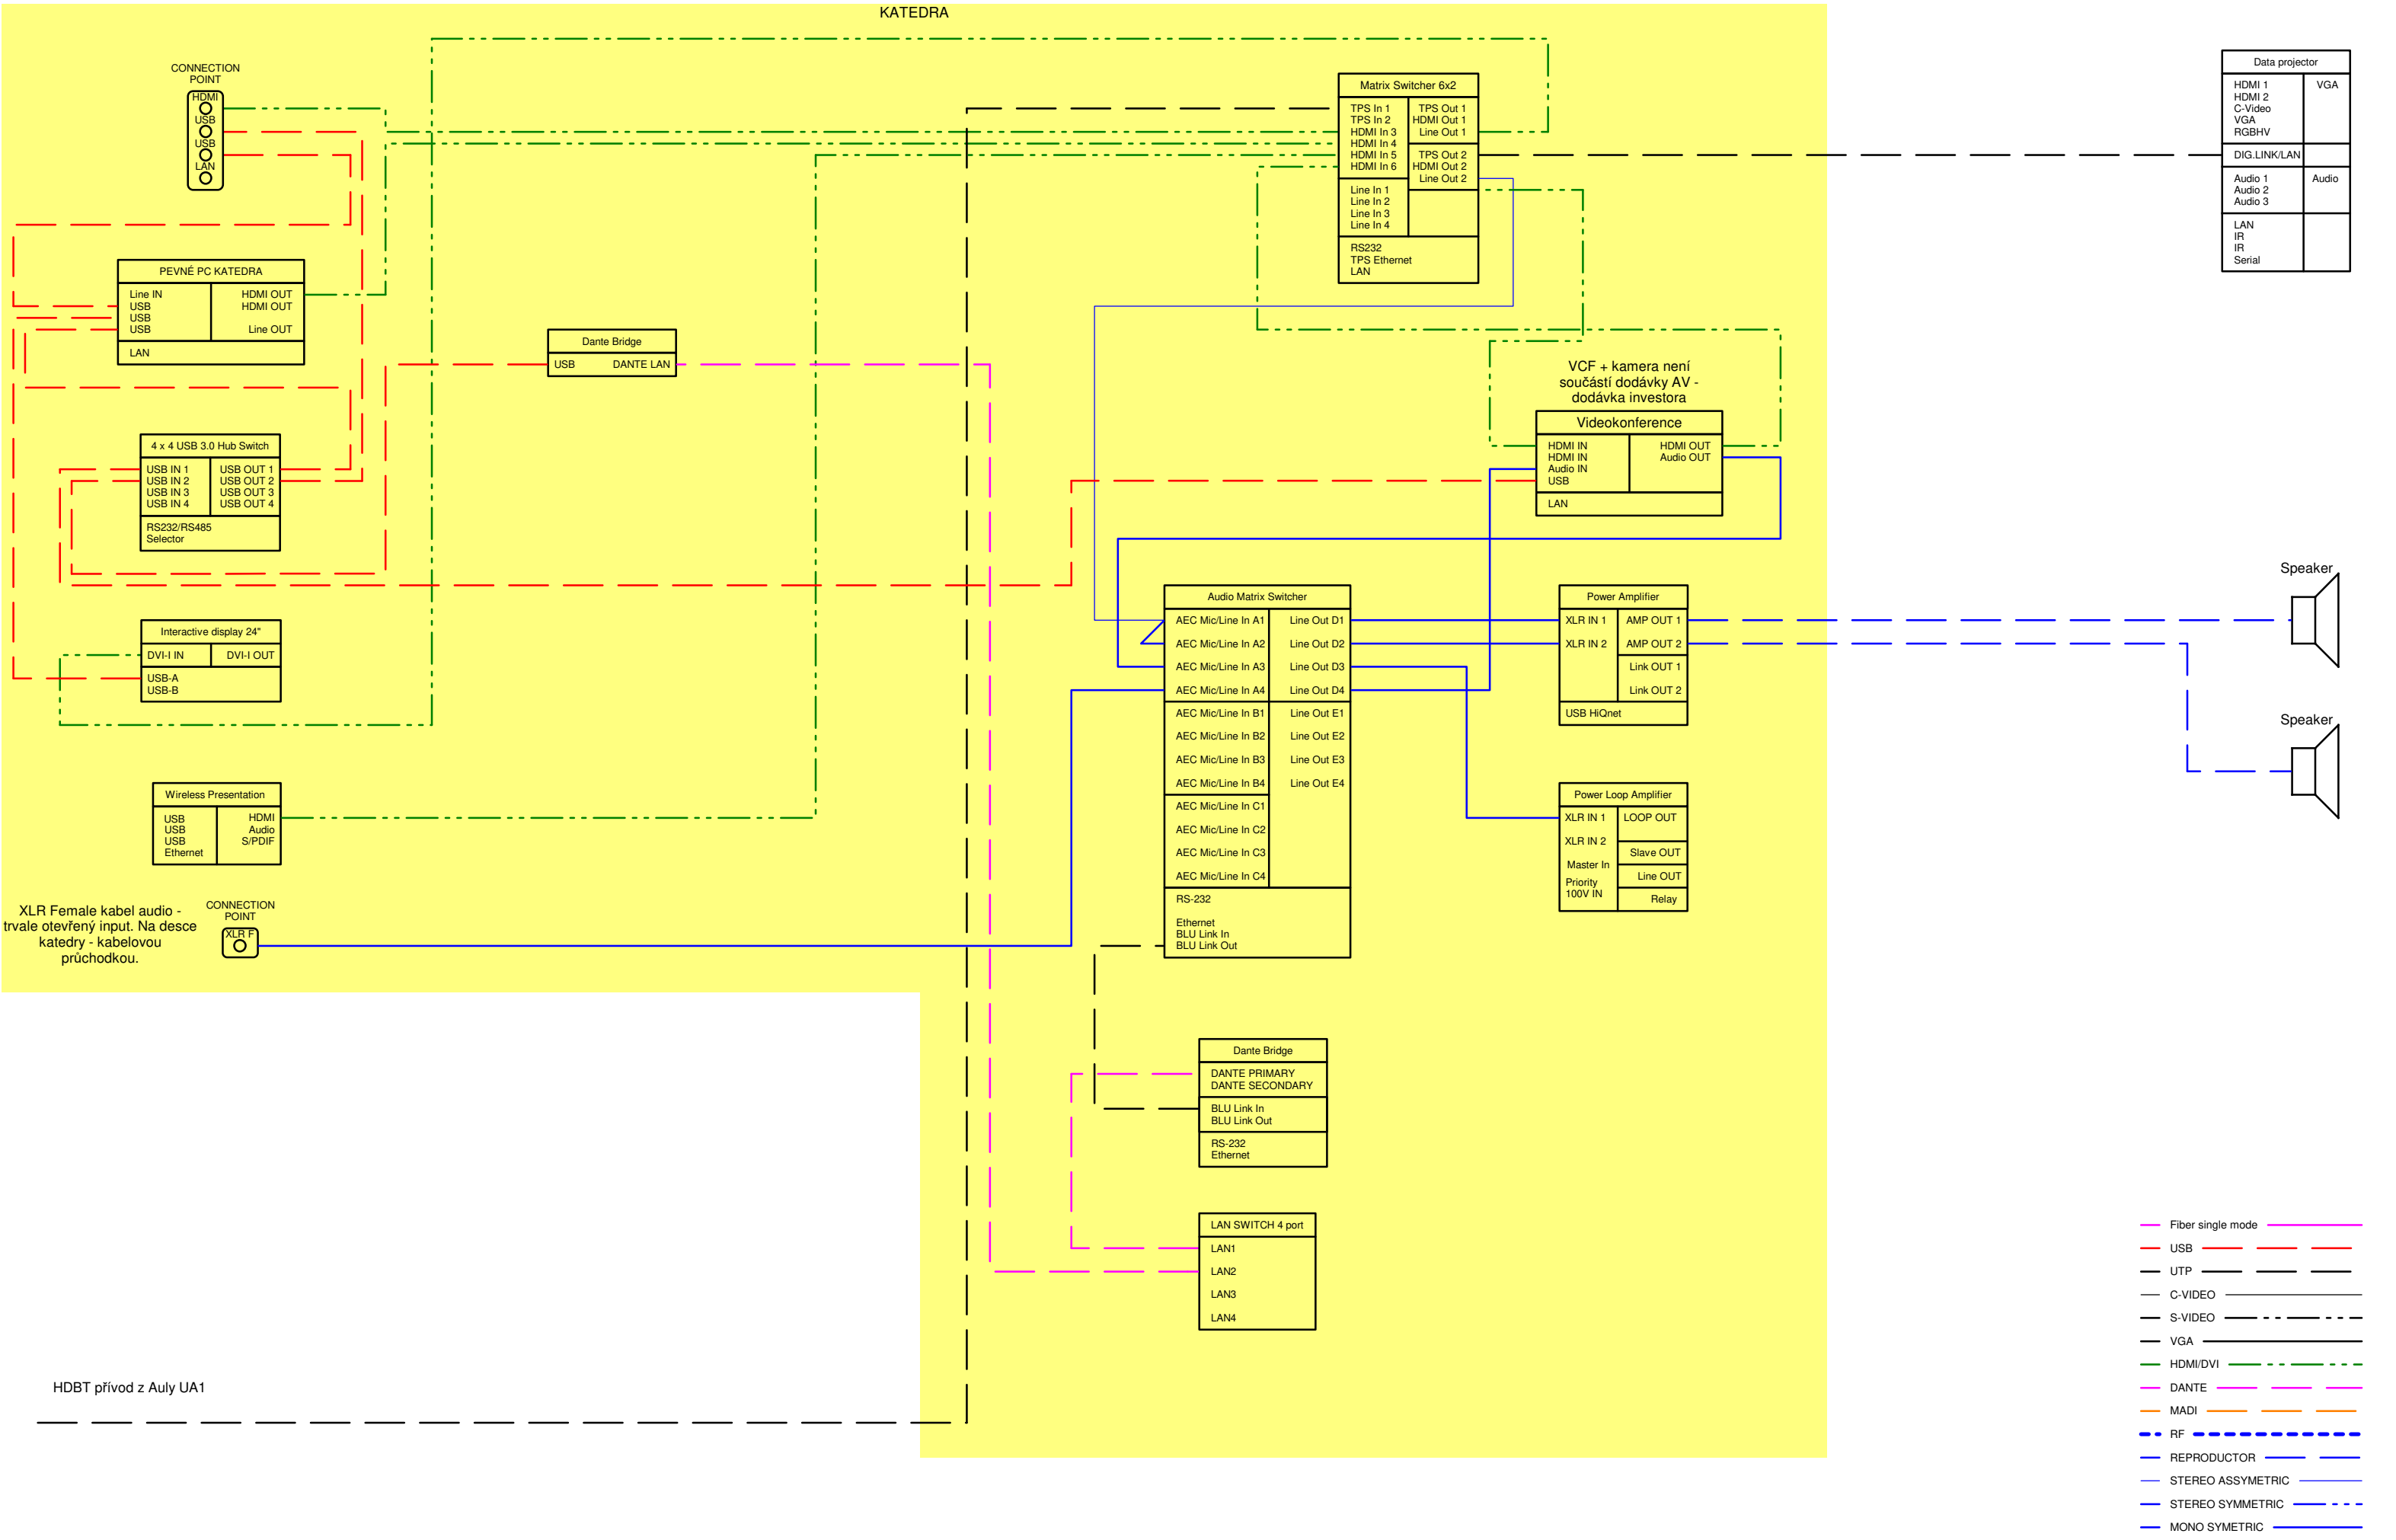 KATEDRA
CONNECTION
POINT
HDMI
USB
USB
LAN
PEVNÉ PC KATEDRA
Line IN
USB
USB
USB
HDMI OUT
HDMI OUT
Line OUT
LAN
4 x 4 USB 3.0 Hub Switch
USB IN 1
USB IN 2
USB IN 3
USB IN 4
USB OUT 1
USB OUT 2
USB OUT 3
USB OUT 4
RS232/RS485
Selector
Interactive display 24"
DVI-I IN
DVI-I OUT
USB-A
USB-B
Wireless Presentation
USB
USB
USB
Ethernet
HDMI
Audio
S/PDIF
XLR Female kabel audio -
trvale otevřený input. Na desce
katedry - kabelovou
průchodkou.
CONNECTION
POINT
XLR F
Dante Bridge
USB
DANTE LAN
Matrix Switcher 6x2
TPS In 1
TPS In 2
HDMI In 3
HDMI In 4
HDMI In 5
HDMI In 6
TPS Out 1
HDMI Out 1
Line Out 1
TPS Out 2
HDMI Out 2
Line Out 2
Line In 1
Line In 2
Line In 3
Line In 4
RS232
TPS Ethernet
LAN
VCF + kamera není
součástí dodávky AV -
dodávka investora
Videokonference
HDMI IN
HDMI IN
Audio IN
USB
HDMI OUT
Audio OUT
LAN
Audio Matrix Switcher
AEC Mic/Line In A1
AEC Mic/Line In A2
AEC Mic/Line In A3
AEC Mic/Line In A4
AEC Mic/Line In B1
AEC Mic/Line In B2
AEC Mic/Line In B3
AEC Mic/Line In B4
AEC Mic/Line In C1
AEC Mic/Line In C2
AEC Mic/Line In C3
AEC Mic/Line In C4
Line Out D1
Line Out D2
Line Out D3
Line Out D4
Line Out E1
Line Out E2
Line Out E3
Line Out E4
RS-232
Ethernet
BLU Link In
BLU Link Out
Power Amplifier
XLR IN 1
XLR IN 2
AMP OUT 1
AMP OUT 2
Link OUT 1
Link OUT 2
USB HiQnet
Power Loop Amplifier
XLR IN 1
XLR IN 2
Master In
Priority
100V IN
LOOP OUT
Slave OUT
Line OUT
Relay
Dante Bridge
DANTE PRIMARY
DANTE SECONDARY
BLU Link In
BLU Link Out
RS-232
Ethernet
LAN SWITCH 4 port
LAN1
LAN2
LAN3
LAN4
HDBT přívod z Auly UA1
Data projector
HDMI 1
HDMI 2
C-Video
VGA
RGBHV
VGA
DIG.LINK/LAN
Audio 1
Audio 2
Audio 3
Audio
LAN
IR
IR
Serial
Speaker
Speaker
Fiber single mode
USB
UTP
C-VIDEO
S-VIDEO
VGA
HDMI/DVI
DANTE
MADI
RF
REPRODUCTOR
STEREO ASSYMETRIC
STEREO SYMMETRIC
MONO SYMETRIC